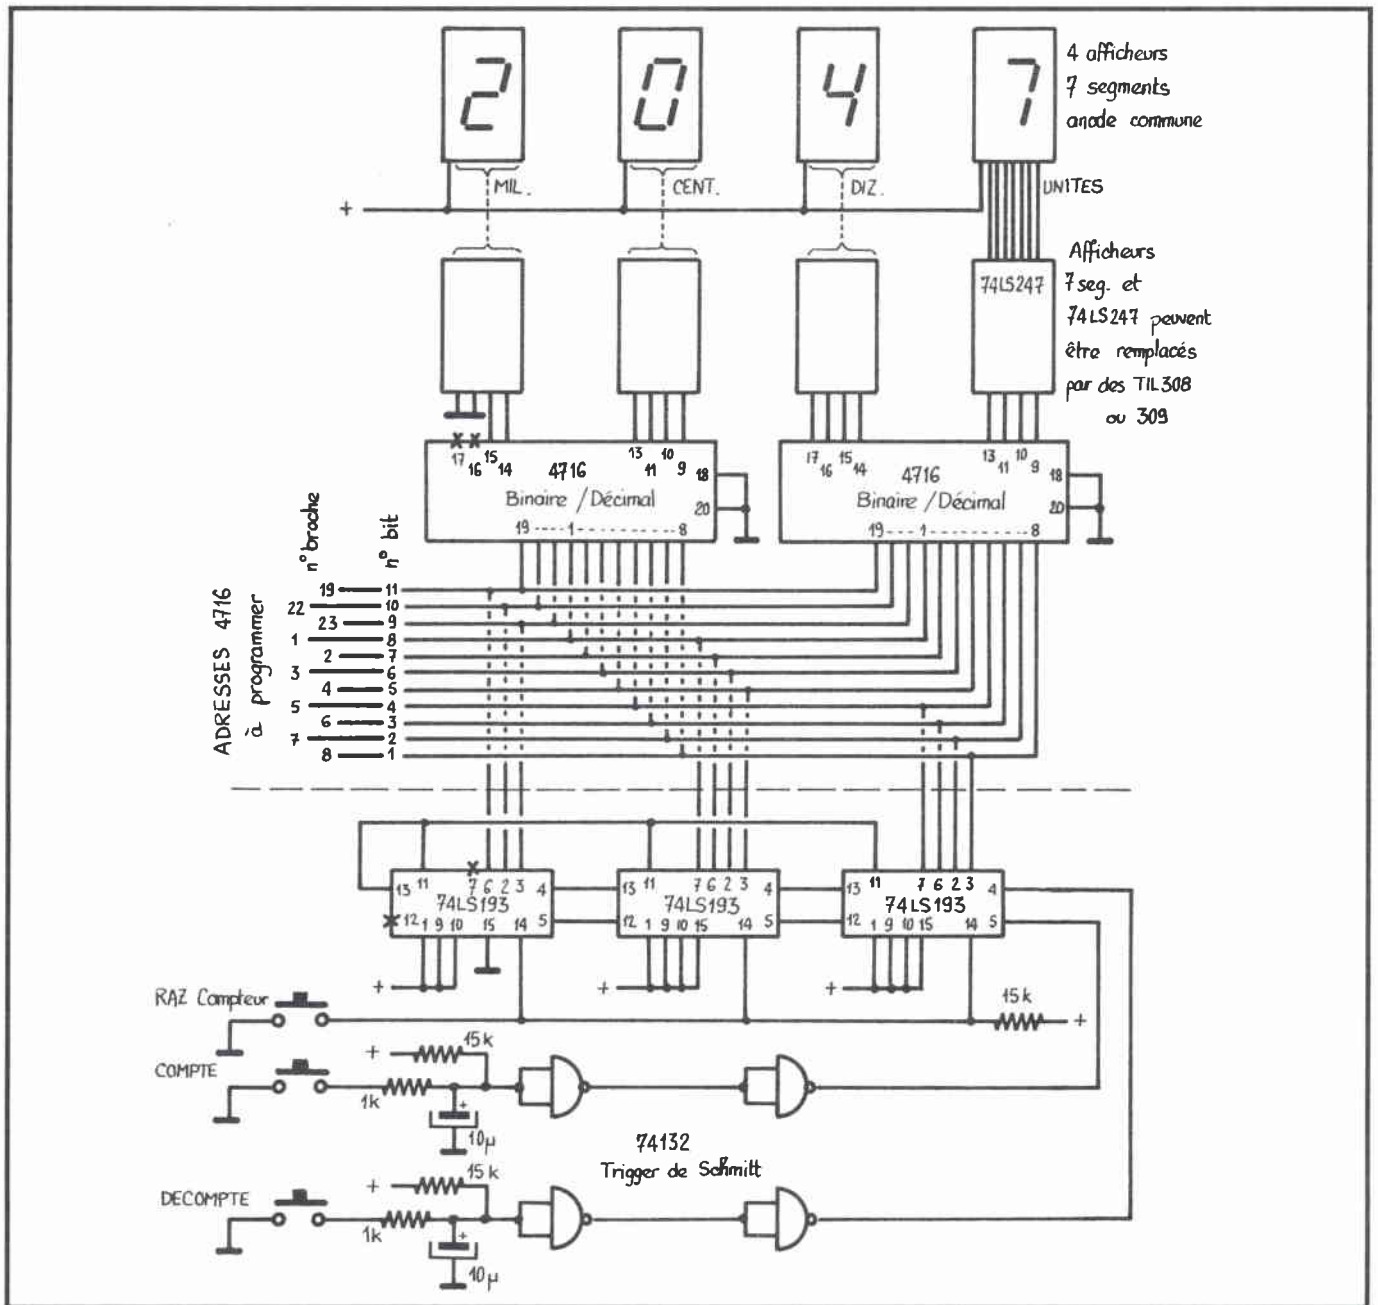 2 0 4 7
4 afficheurs
7 segments
anode commune
MIL. CENT. DIZ. UNITES
+
Afficheurs
7 seg. et
74LS247 peuvent
être remplacés
par des TIL308
ou 309
74LS247
17 16 15 14 13 11 10 9 18
4716
Binaire / Décimal
20
19 ---- 1 --------- 8
17 16 15 14 13 11 10 9 18
4716
Binaire / Décimal
20
19 --- 1 --------- 8
ADRESSES 4716
à programmer
n° broche n° bit
19 11
22 10
23 9
1 8
2 7
3 6
4 5
5 4
6 3
7 2
8 1
13 11 7 6 2 3 4
74LS193
12 1 9 10 15 14 5
13 11 7 6 2 3 4
74LS193
12 1 9 10 15 14 5
13 11 7 6 2 3 4
74LS193
12 1 9 10 15 14 5
+ + +
RAZ Compteur 15k +
+ 15k
COMPTE
1k
+
10µ
74132
Trigger de Schmitt
+ 15k
DECOMPTE
1k
+
10µ